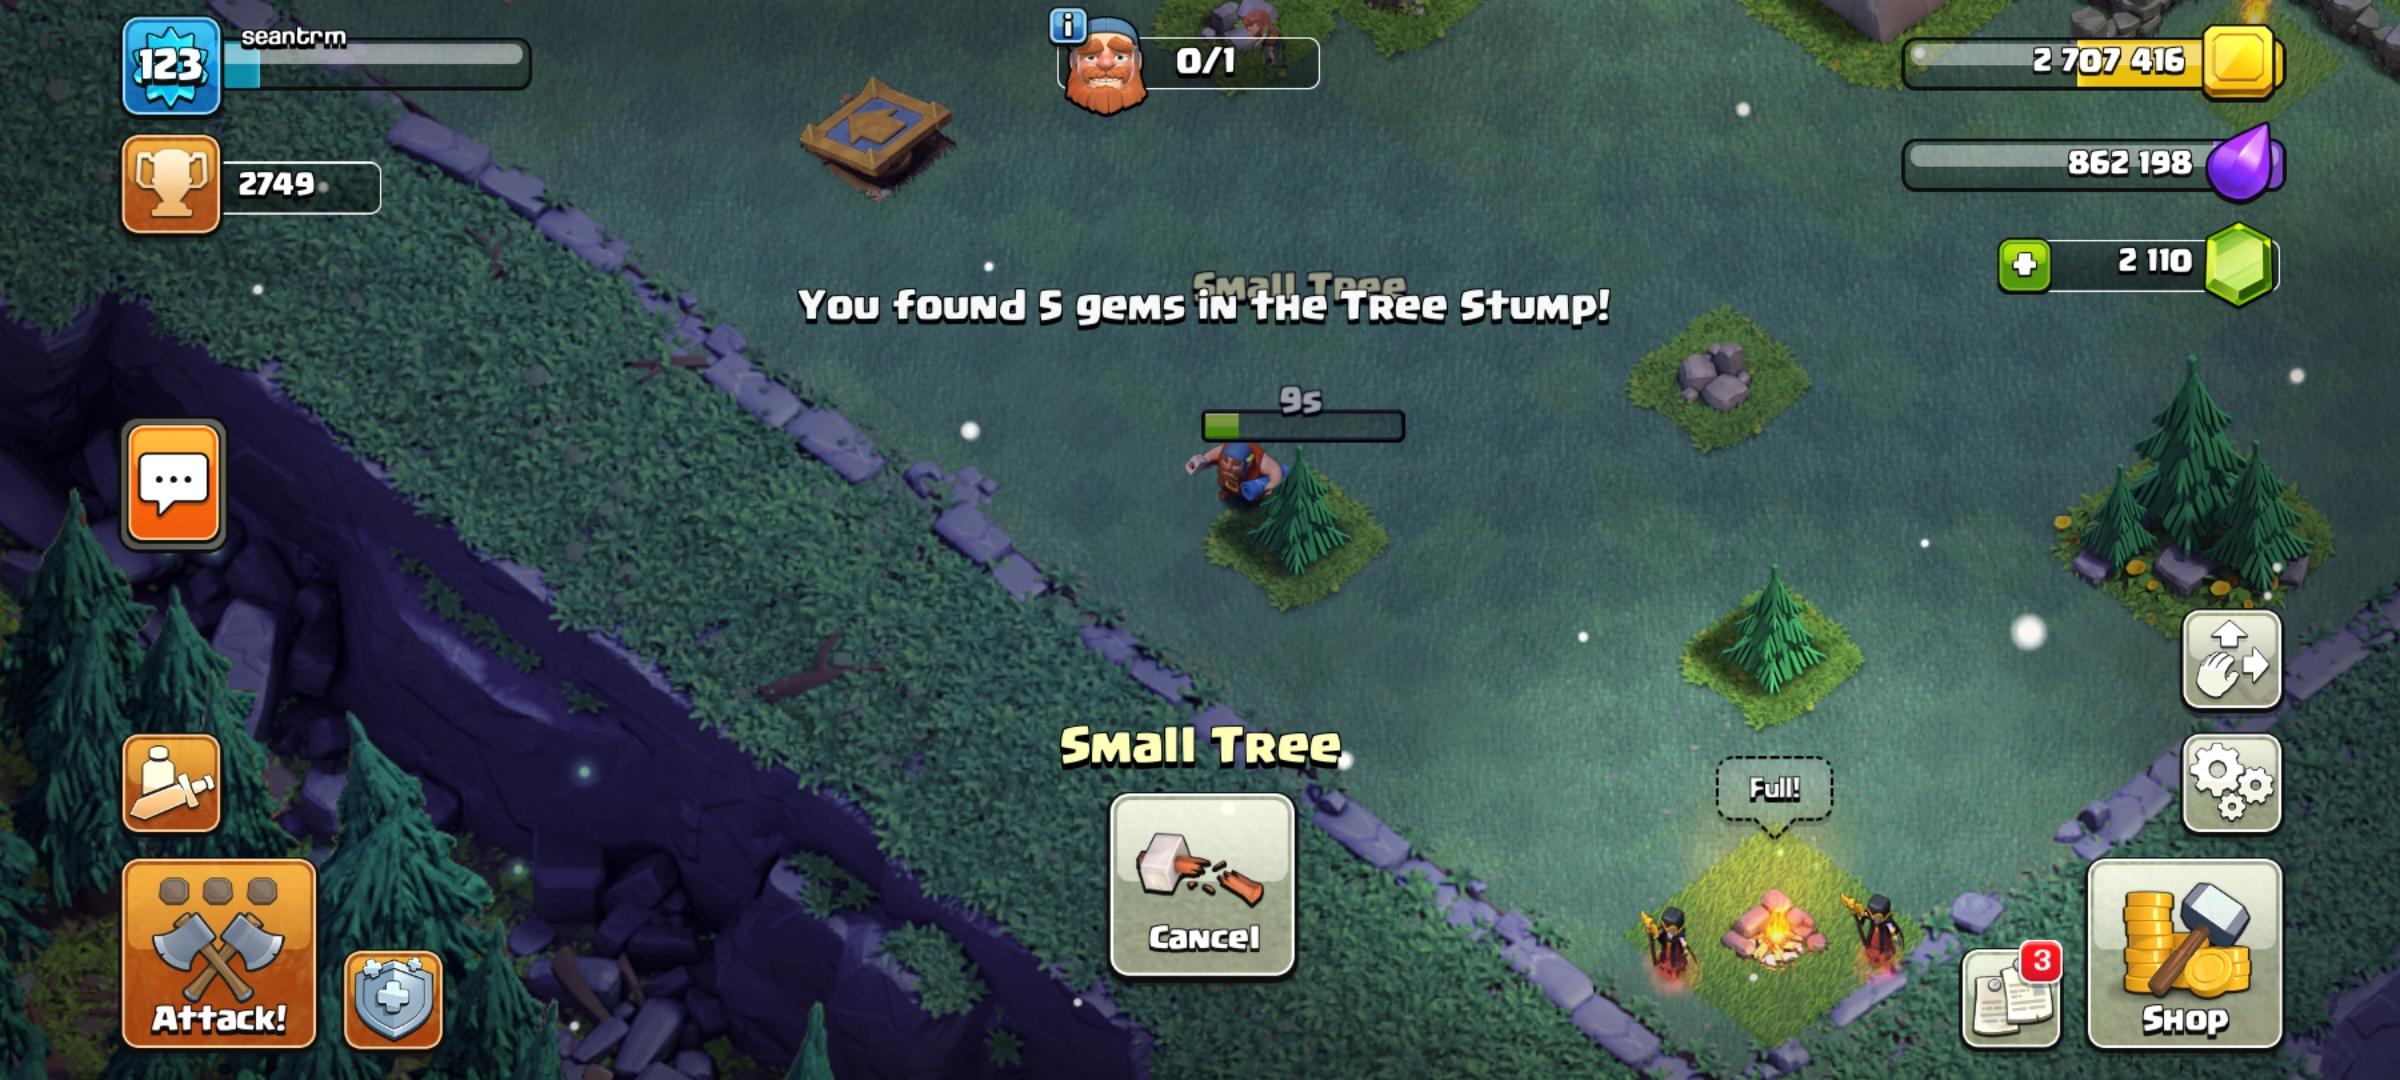 123
seantrm
i
0/1
2 707 416
2749
862 198
2 110
Small Tree
You found 5 gems in the Tree Stump!
9s
Small Tree
Full!
Cancel
Attack!
3
Shop